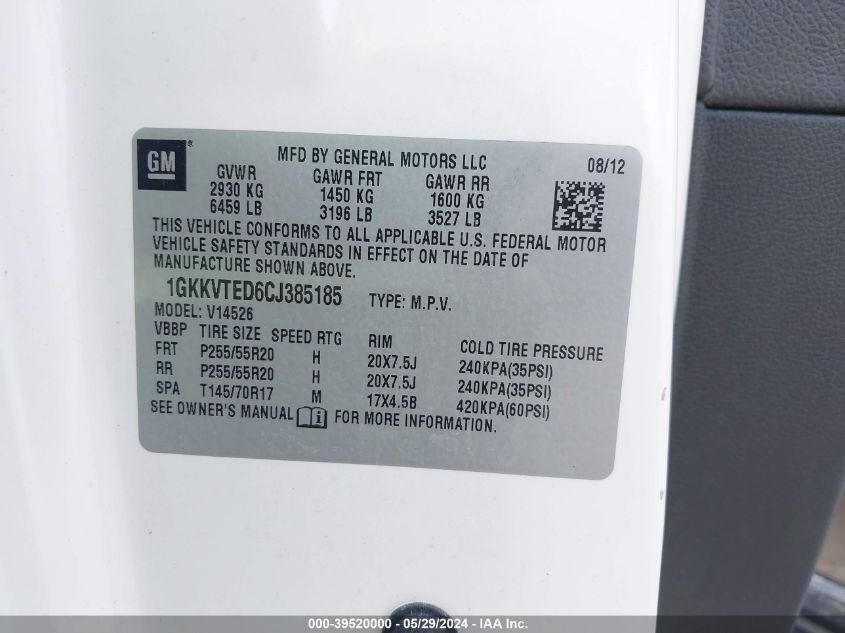 GM
MFD BY GENERAL MOTORS LLC 08/12
GVWR GAWR FRT GAWR RR
2930 KG 1450 KG 1600 KG
6459 LB 3196 LB 3527 LB
THIS VEHICLE CONFORMS TO ALL APPLICABLE U.S. FEDERAL MOTOR
VEHICLE SAFETY STANDARDS IN EFFECT ON THE DATE OF
MANUFACTURE SHOWN ABOVE.
1GKKVTED6CJ385185 TYPE: M.P.V.
MODEL: V14526
VBBP TIRE SIZE SPEED RTG RIM COLD TIRE PRESSURE
FRT P255/55R20 H 20X7.5J 240KPA(35PSI)
RR P255/55R20 H 20X7.5J 240KPA(35PSI)
SPA T145/70R17 M 17X4.5B 420KPA(60PSI)
SEE OWNER'S MANUAL FOR MORE INFORMATION.
000-39520000 - 05/29/2024 - IAA Inc.